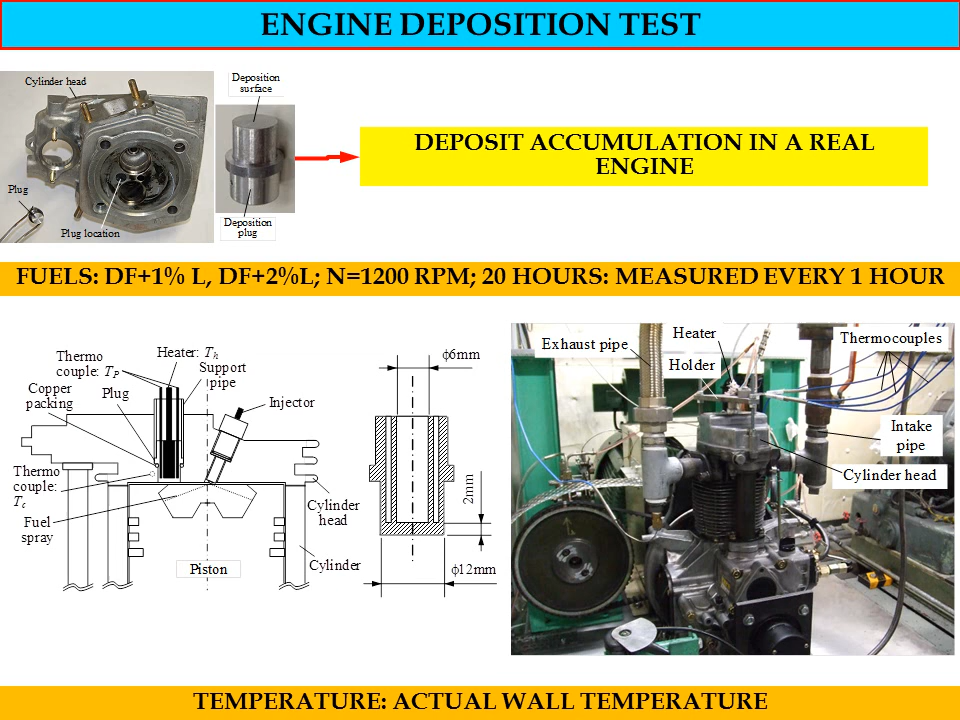 ENGINE DEPOSITION TEST
Cylinder head
Plug
Plug location
Deposition
surface
Deposition
plug
DEPOSIT ACCUMULATION IN A REAL
ENGINE
FUELS: DF+1% L, DF+2%L; N=1200 RPM; 20 HOURS: MEASURED EVERY 1 HOUR
Thermo
couple: TP
Heater: Th
Support
pipe
Copper
packing
Plug
Injector
Thermo
couple:
Tc
Fuel
spray
Cylinder
head
Cylinder
Piston
ϕ6mm
2mm
ϕ12mm
Exhaust pipe
Heater
Holder
Thermocouples
Intake
pipe
Cylinder head
TEMPERATURE: ACTUAL WALL TEMPERATURE